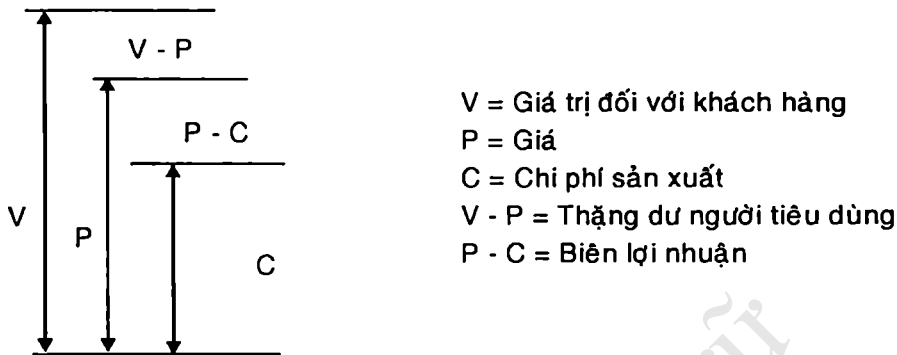 V - P
P - C
V
P
C
V = Giá trị đối với khách hàng
P = Giá
C = Chi phí sản xuất
V - P = Thặng dư người tiêu dùng
P - C = Biên lợi nhuận